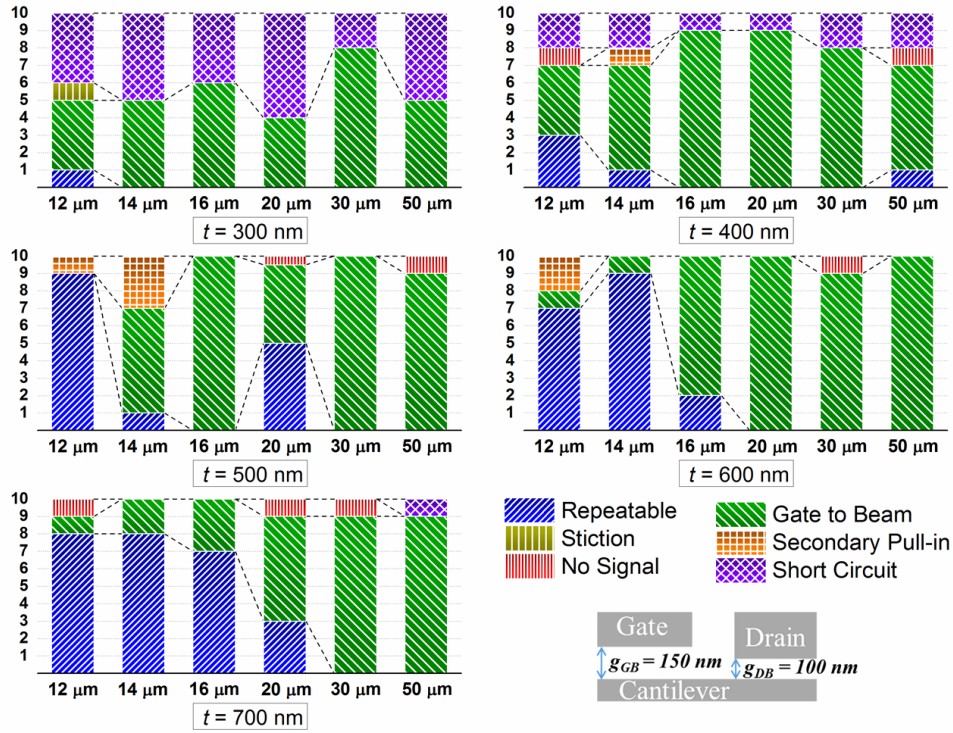 10
9
8
7
6
5
4
3
2
1
12 μm 14 μm 16 μm 20 μm 30 μm 50 μm
t = 300 nm
10
9
8
7
6
5
4
3
2
1
12 μm 14 μm 16 μm 20 μm 30 μm 50 μm
t = 400 nm
10
9
8
7
6
5
4
3
2
1
12 μm 14 μm 16 μm 20 μm 30 μm 50 μm
t = 500 nm
10
9
8
7
6
5
4
3
2
1
12 μm 14 μm 16 μm 20 μm 30 μm 50 μm
t = 600 nm
10
9
8
7
6
5
4
3
2
1
12 μm 14 μm 16 μm 20 μm 30 μm 50 μm
t = 700 nm
Repeatable
Stiction
No Signal
Gate to Beam
Secondary Pull-in
Short Circuit
Gate
Drain
gGB = 150 nm
gDB = 100 nm
Cantilever